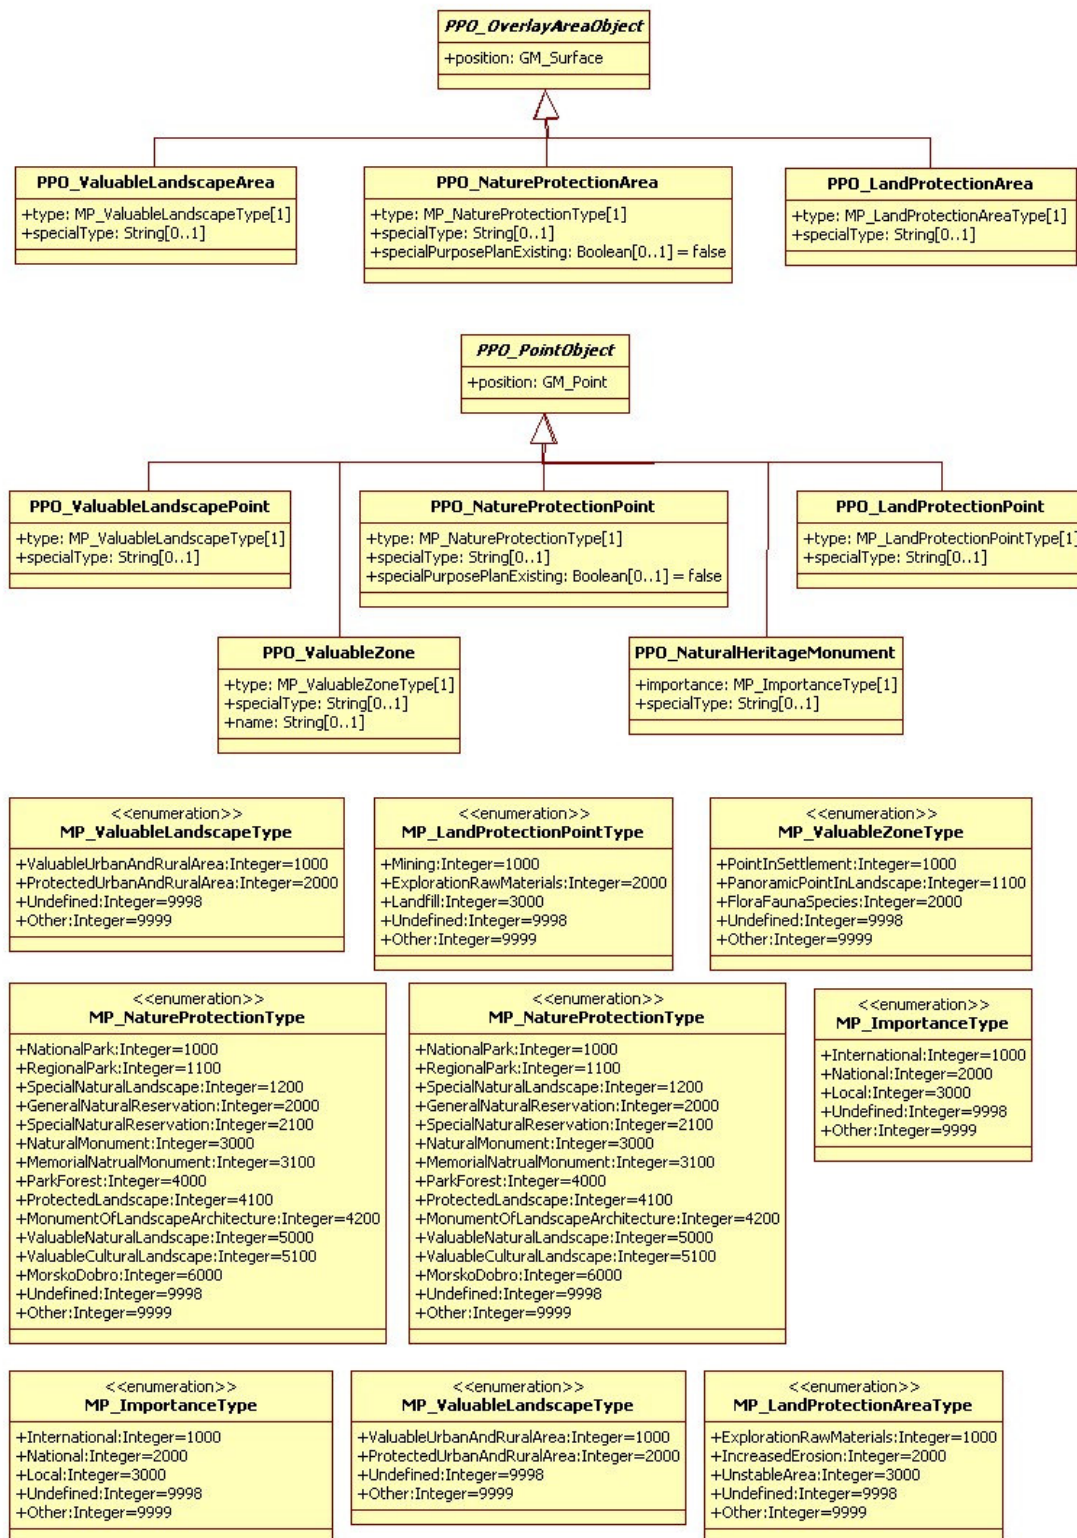 PPO_OverlayAreaObject
+position: GM_Surface
PPO_ValuableLandscapeArea
+type: MP_ValuableLandscapeType[1]
+specialType: String[0..1]
PPO_NatureProtectionArea
+type: MP_NatureProtectionType[1]
+specialType: String[0..1]
+specialPurposePlanExisting: Boolean[0..1] = false
PPO_LandProtectionArea
+type: MP_LandProtectionAreaType[1]
+specialType: String[0..1]
PPO_PointObject
+position: GM_Point
PPO_ValuableLandscapePoint
+type: MP_ValuableLandscapeType[1]
+specialType: String[0..1]
PPO_NatureProtectionPoint
+type: MP_NatureProtectionType[1]
+specialType: String[0..1]
+specialPurposePlanExisting: Boolean[0..1] = false
PPO_LandProtectionPoint
+type: MP_LandProtectionPointType[1]
+specialType: String[0..1]
PPO_ValuableZone
+type: MP_ValuableZoneType[1]
+specialType: String[0..1]
+name: String[0..1]
PPO_NaturalHeritageMonument
+importance: MP_ImportanceType[1]
+specialType: String[0..1]
<<enumeration>>
MP_ValuableLandscapeType
+ValuableUrbanAndRuralArea:Integer=1000
+ProtectedUrbanAndRuralArea:Integer=2000
+Undefined:Integer=9998
+Other:Integer=9999
<<enumeration>>
MP_LandProtectionPointType
+Mining:Integer=1000
+ExplorationRawMaterials:Integer=2000
+Landfill:Integer=3000
+Undefined:Integer=9998
+Other:Integer=9999
<<enumeration>>
MP_ValuableZoneType
+PointInSettlement:Integer=1000
+PanoramicPointInLandscape:Integer=1100
+FloraFaunaSpecies:Integer=2000
+Undefined:Integer=9998
+Other:Integer=9999
<<enumeration>>
MP_NatureProtectionType
+NationalPark:Integer=1000
+RegionalPark:Integer=1100
+SpecialNaturalLandscape:Integer=1200
+GeneralNaturalReservation:Integer=2000
+SpecialNaturalReservation:Integer=2100
+NaturalMonument:Integer=3000
+MemorialNatrualMonument:Integer=3100
+ParkForest:Integer=4000
+ProtectedLandscape:Integer=4100
+MonumentOfLandscapeArchitecture:Integer=4200
+ValuableNaturalLandscape:Integer=5000
+ValuableCulturalLandscape:Integer=5100
+MorskoDobro:Integer=6000
+Undefined:Integer=9998
+Other:Integer=9999
<<enumeration>>
MP_NatureProtectionType
+NationalPark:Integer=1000
+RegionalPark:Integer=1100
+SpecialNaturalLandscape:Integer=1200
+GeneralNaturalReservation:Integer=2000
+SpecialNaturalReservation:Integer=2100
+NaturalMonument:Integer=3000
+MemorialNatrualMonument:Integer=3100
+ParkForest:Integer=4000
+ProtectedLandscape:Integer=4100
+MonumentOfLandscapeArchitecture:Integer=4200
+ValuableNaturalLandscape:Integer=5000
+ValuableCulturalLandscape:Integer=5100
+MorskoDobro:Integer=6000
+Undefined:Integer=9998
+Other:Integer=9999
<<enumeration>>
MP_ImportanceType
+International:Integer=1000
+National:Integer=2000
+Local:Integer=3000
+Undefined:Integer=9998
+Other:Integer=9999
<<enumeration>>
MP_ImportanceType
+International:Integer=1000
+National:Integer=2000
+Local:Integer=3000
+Undefined:Integer=9998
+Other:Integer=9999
<<enumeration>>
MP_ValuableLandscapeType
+ValuableUrbanAndRuralArea:Integer=1000
+ProtectedUrbanAndRuralArea:Integer=2000
+Undefined:Integer=9998
+Other:Integer=9999
<<enumeration>>
MP_LandProtectionAreaType
+ExplorationRawMaterials:Integer=1000
+IncreasedErosion:Integer=2000
+UnstableArea:Integer=3000
+Undefined:Integer=9998
+Other:Integer=9999